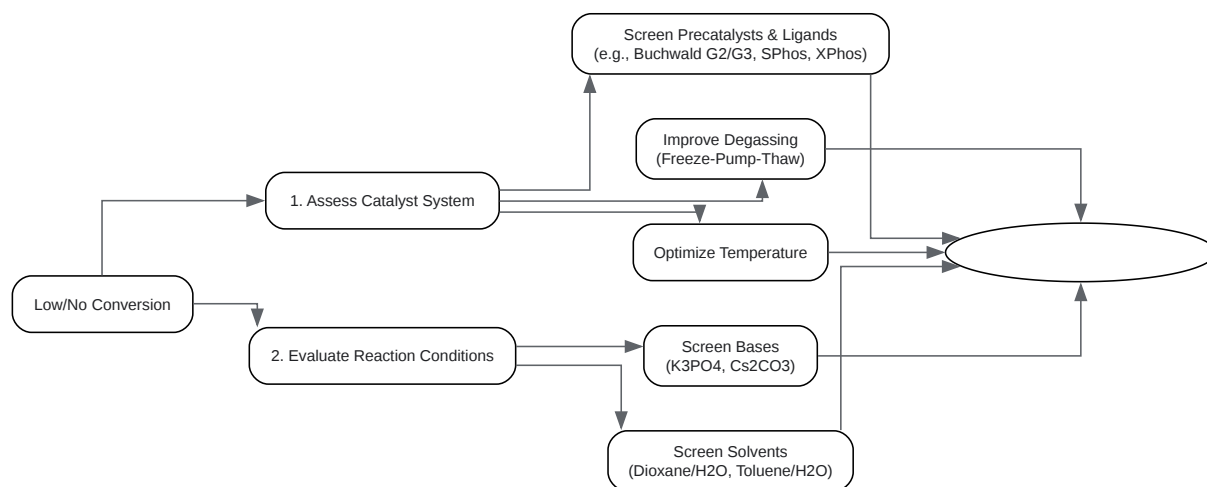 Screen Precatalysts & Ligands
(e.g., Buchwald G2/G3, SPhos, XPhos)
Improve Degassing
(Freeze-Pump-Thaw)
1. Assess Catalyst System
Optimize Temperature
Low/No Conversion
2. Evaluate Reaction Conditions
Screen Bases
(K3PO4, Cs2CO3)
Screen Solvents
(Dioxane/H2O, Toluene/H2O)